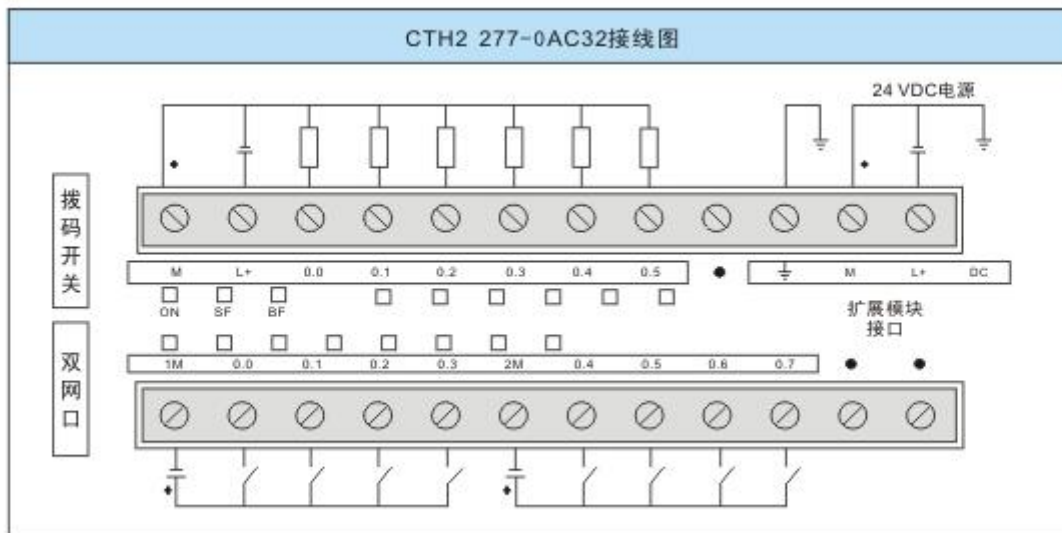 CTH2 277-0AC32接线图
24 VDC电源
拨码开关
M L+ 0.0 0.1 0.2 0.3 0.4 0.5 M L+ DC
ON SF BF
扩展模块
接口
双网口
1M 0.0 0.1 0.2 0.3 2M 0.4 0.5 0.6 0.7